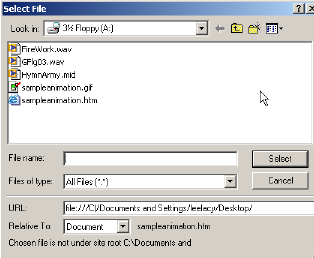 Select File
Look in: 3½ Floppy (A:)
FireWork.wav
GFig03.wav
HymnArmy.mid
sampleanimation.gif
sampleanimation.htm
File name: Select
Files of type: All Files (*.*) Cancel
URL: file:///C|/Documents and Settings/leelacj/Desktop/
Relative To: Document sampleanimation.htm
Chosen file is not under site root C:\Documents and